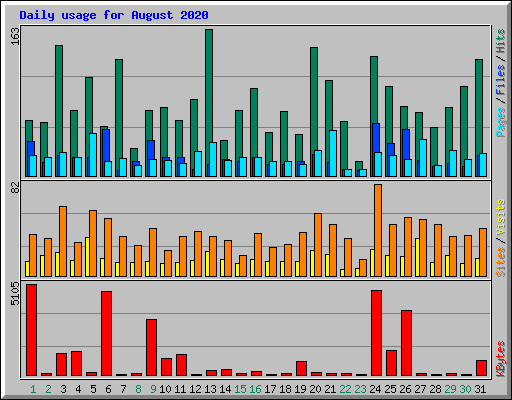 Daily usage for August 2020
163
Pages / Files / Hits
82
Sites / Visits
5105
KBytes
1 2 3 4 5 6 7 8 9 10 11 12 13 14 15 16 17 18 19 20 21 22 23 24 25 26 27 28 29 30 31